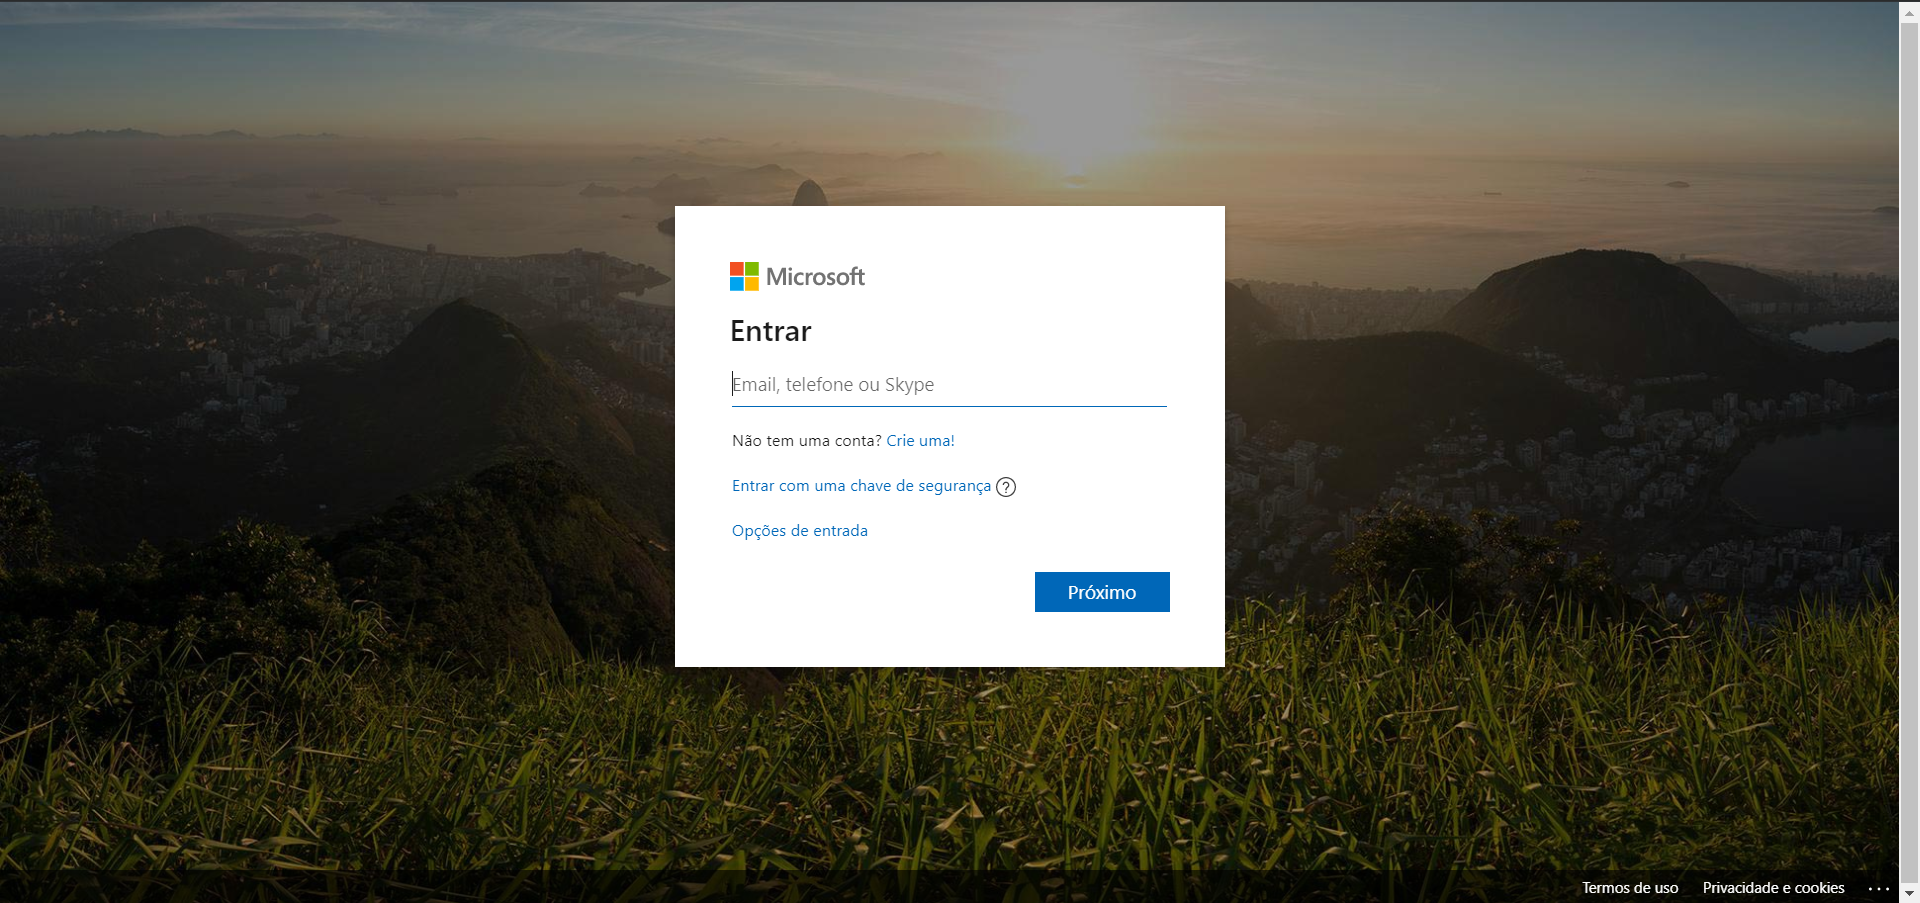 Microsoft
Entrar
Email, telefone ou Skype
Não tem uma conta? Crie uma!
Entrar com uma chave de segurança ?
Opções de entrada
Próximo
Termos de uso Privacidade e cookies ...